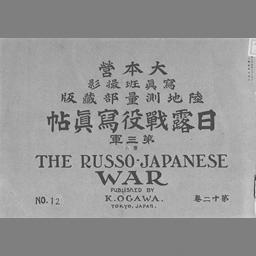 大本營
寫眞班撮影
陸地測量部藏版
日露戰役寫眞帖
第三軍
THE RUSSO-JAPANESE
WAR
PUBLISHED BY
K. OGAWA.
TOKYO, JAPAN.
NO. 12
第十二卷